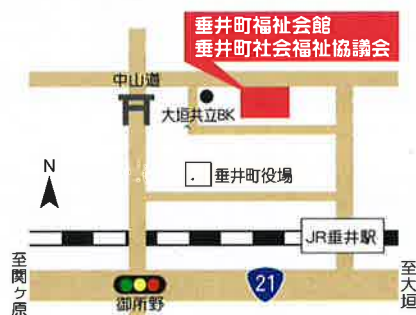 垂井町福祉会館
垂井町社会福祉協議会
中山道
大垣共立BK
N
垂井町役場
JR垂井駅
至関ヶ原
至大垣
21
御所野